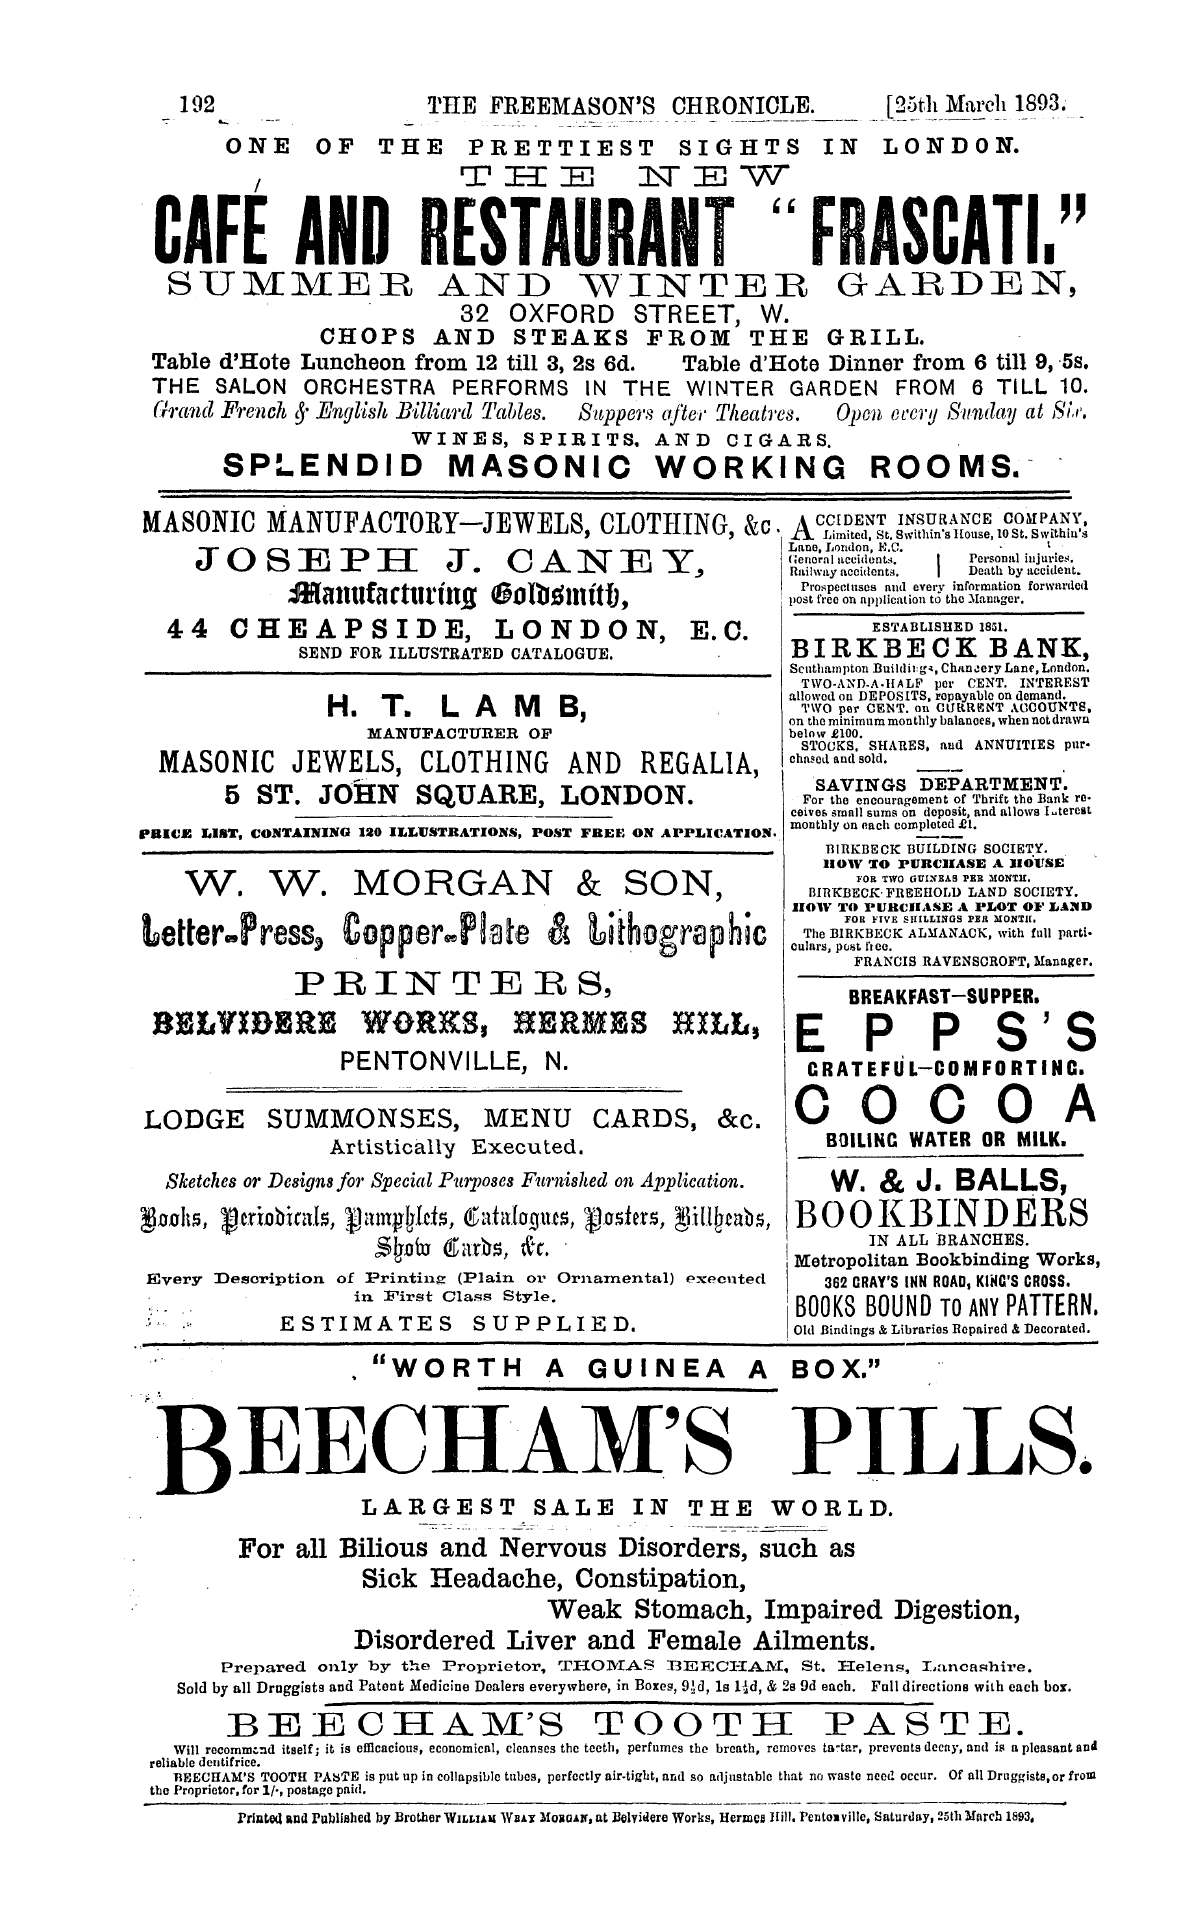 192 THE FREEMASON'S CHRONICLE. [25th March 1893.
ONE OF THE PRETTIEST SIGHTS IN LONDON.
THE NEW
CAFÉ AND RESTAURANT "FRASCATI."
SUMMER AND WINTER GARDEN,
32 OXFORD STREET, W.
CHOPS AND STEAKS FROM THE GRILL.
Table d'Hote Luncheon from 12 till 3, 2s 6d. Table d'Hote Dinner from 6 till 9, 5s.
THE SALON ORCHESTRA PERFORMS IN THE WINTER GARDEN FROM 6 TILL 10.
Grand French & English Billiard Tables. Suppers after Theatres. Open every Sunday at Six.
WINES, SPIRITS, AND CIGARS.
SPLENDID MASONIC WORKING ROOMS.
MASONIC MANUFACTORY—JEWELS, CLOTHING, &c.
JOSEPH J. CANEY,
Manufacturing Goldsmith,
44 CHEAPSIDE, LONDON, E.C.
SEND FOR ILLUSTRATED CATALOGUE.
H. T. LAMB,
MANUFACTURER OF
MASONIC JEWELS, CLOTHING AND REGALIA,
5 ST. JOHN SQUARE, LONDON.
PRICE LIST, CONTAINING 120 ILLUSTRATIONS, POST FREE ON APPLICATION.
W. W. MORGAN & SON,
Letter-Press, Copper-Plate & Lithographic
PRINTERS,
BELVIDERE WORKS, HERMES HILL,
PENTONVILLE, N.
LODGE SUMMONSES, MENU CARDS, &c.
Artistically Executed.
Sketches or Designs for Special Purposes Furnished on Application.
Books, Periodicals, Pamphlets, Catalogues, Posters, Billheads,
Show Cards, &c.
Every Description of Printing (Plain or Ornamental) executed
in First Class Style.
ESTIMATES SUPPLIED.
ACCIDENT INSURANCE COMPANY,
Limited, St. Swithin's House, 10 St. Swithin's
Lane, London, E.C.
General accidents. | Personal injuries.
Railway accidents. | Death by accident.
Prospectuses and every information forwarded
post free on application to the Manager.
ESTABLISHED 1851.
BIRKBECK BANK,
Southampton Buildings, Chancery Lane, London.
TWO-AND-A-HALF per CENT. INTEREST
allowed on DEPOSITS, repayable on demand.
TWO per CENT. on CURRENT ACCOUNTS,
on the minimum monthly balances, when not drawn
below £100.
STOCKS, SHARES, and ANNUITIES pur-
chased and sold.
SAVINGS DEPARTMENT.
For the encouragement of Thrift the Bank re-
ceives small sums on deposit, and allows Interest
monthly on each completed £1.
BIRKBECK BUILDING SOCIETY.
HOW TO PURCHASE A HOUSE
FOR TWO GUINEAS PER MONTH.
BIRKBECK FREEHOLD LAND SOCIETY.
HOW TO PURCHASE A PLOT OF LAND
FOR FIVE SHILLINGS PER MONTH.
The BIRKBECK ALMANACK, with full parti-
culars, post free.
FRANCIS RAVENSCROFT, Manager.
BREAKFAST—SUPPER.
EPPS'S
GRATEFUL—COMFORTING.
COCOA
BOILING WATER OR MILK.
W. & J. BALLS,
BOOKBINDERS
IN ALL BRANCHES.
Metropolitan Bookbinding Works,
362 GRAY'S INN ROAD, KING'S CROSS.
BOOKS BOUND TO ANY PATTERN.
Old Bindings & Libraries Repaired & Decorated.
"WORTH A GUINEA A BOX."
BEECHAM'S PILLS.
LARGEST SALE IN THE WORLD.
For all Bilious and Nervous Disorders, such as
Sick Headache, Constipation,
Weak Stomach, Impaired Digestion,
Disordered Liver and Female Ailments.
Prepared only by the Proprietor, THOMAS BEECHAM, St. Helens, Lancashire.
Sold by all Druggists and Patent Medicine Dealers everywhere, in Boxes, 9½d, 1s 1½d, & 2s 9d each. Full directions with each box.
BEECHAM'S TOOTH PASTE.
Will recommend itself; it is efficacious, economical, cleanses the teeth, perfumes the breath, removes tartar, prevents decay, and is a pleasant and
reliable dentifrice.
BEECHAM'S TOOTH PASTE is put up in collapsible tubes, perfectly air-tight, and so adjustable that no waste need occur. Of all Druggists, or from
the Proprietor, for 1/-, postage paid.
Printed and Published by Brother WILLIAM WRAY MORGAN, at Belvidere Works, Hermes Hill, Pentonville, Saturday, 25th March 1893.